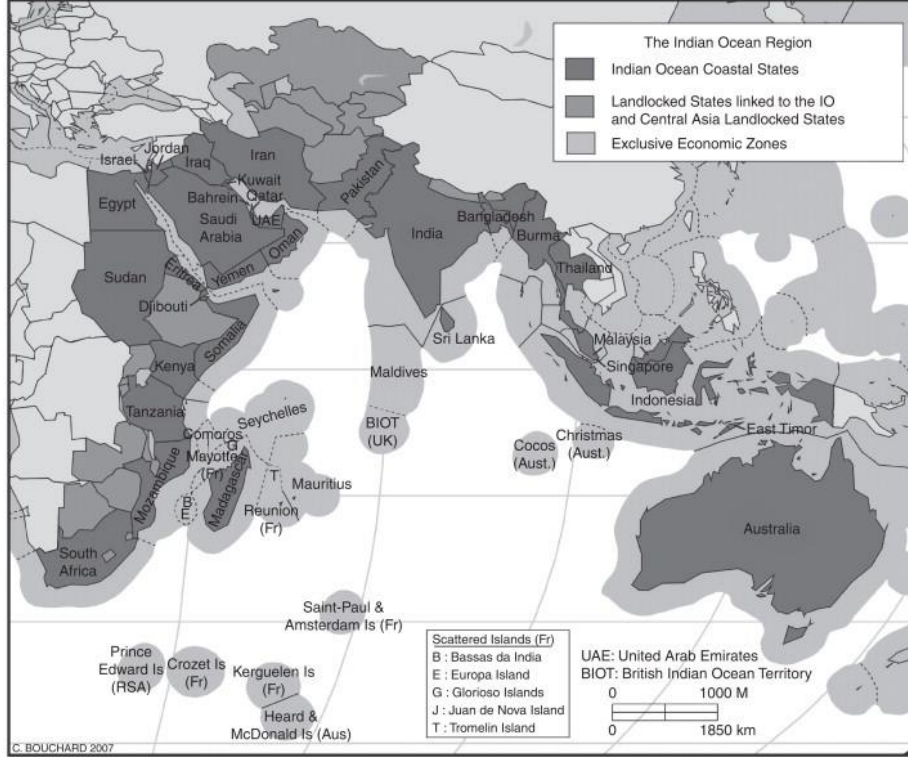 The Indian Ocean Region
Indian Ocean Coastal States
Landlocked States linked to the IO
and Central Asia Landlocked States
Exclusive Economic Zones
Israel
Jordan
Iraq
Iran
Kuwait
Bahrein
Qatar
Pakistan
Egypt
Saudi
Arabia
UAE
Oman
India
Bangladesh
Burma
Sudan
Eritrea
Yemen
Thailand
Djibouti
Somalia
Sri Lanka
Malaysia
Singapore
Kenya
Maldives
Indonesia
Tanzania
Seychelles
BIOT
(UK)
Comoros
G
Mayotte
(Fr)
Cocos
(Aust.)
Christmas
(Aust.)
East Timor
Mozambique
Madagascar
T
Mauritius
B
E
Reunion
(Fr)
Australia
South
Africa
Saint-Paul &
Amsterdam Is (Fr)
Prince
Edward Is
(RSA)
Crozet Is
(Fr)
Kerguelen Is
(Fr)
Heard &
McDonald Is (Aus)
Scattered Islands (Fr)
B : Bassas da India
E : Europa Island
G : Glorioso Islands
J : Juan de Nova Island
T : Tromelin Island
UAE: United Arab Emirates
BIOT: British Indian Ocean Territory
0 1000 M
0 1850 km
C. BOUCHARD 2007